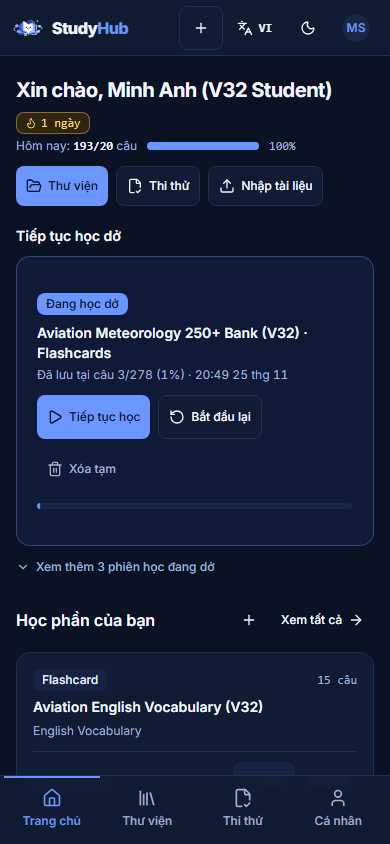 StudyHub
VI
MS
Xin chào, Minh Anh (V32 Student)
1 ngày
Hôm nay: 193/20 câu 100%
Thư viện
Thi thử
Nhập tài liệu
Tiếp tục học dở
Đang học dở
Aviation Meteorology 250+ Bank (V32) ·
Flashcards
Đã lưu tại câu 3/278 (1%) · 20:49 25 thg 11
Tiếp tục học
Bắt đầu lại
Xóa tạm
Xem thêm 3 phiên học đang dở
Học phần của bạn
Xem tất cả
Flashcard
15 câu
Aviation English Vocabulary (V32)
English Vocabulary
Trang chủ
Thư viện
Thi thử
Cá nhân